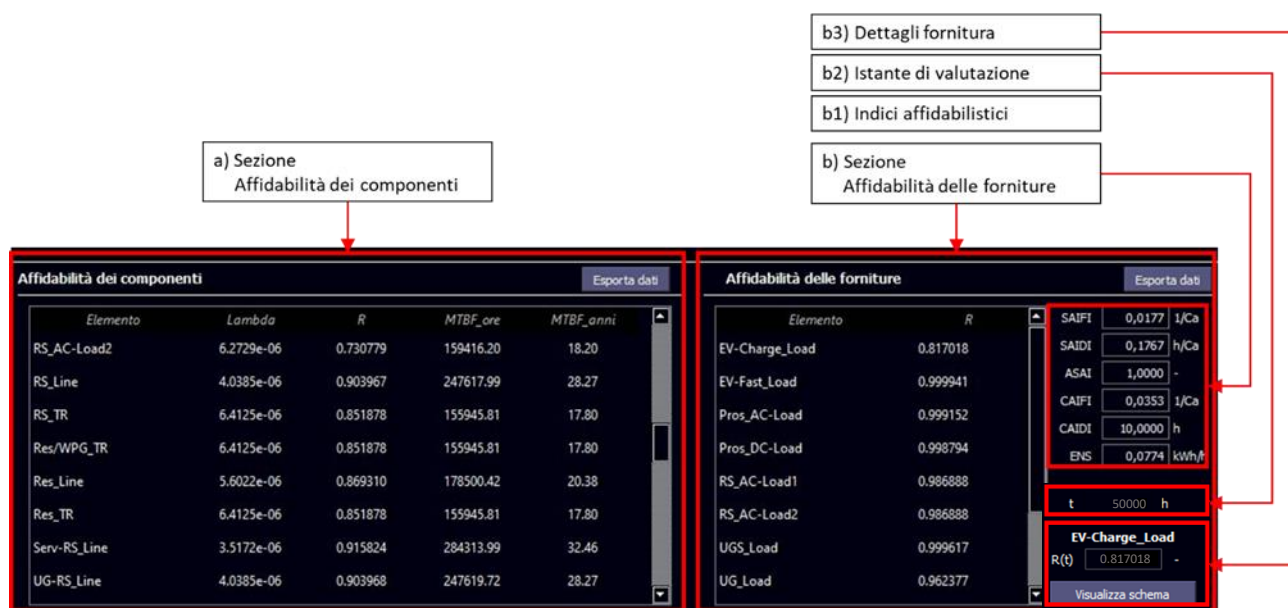 b3) Dettagli fornitura
b2) Istante di valutazione
b1) Indici affidabilistici
a) Sezione
Affidabilità dei componenti
b) Sezione
Affidabilità delle forniture
Affidabilità dei componenti
Esporta dati
Elemento Lambda R MTBF_ore MTBF_anni
RS_AC-Load2 6.2729e-06 0.730779 159416.20 18.20
RS_Line 4.0385e-06 0.903967 247617.99 28.27
RS_TR 6.4125e-06 0.851878 155945.81 17.80
Res/WPG_TR 6.4125e-06 0.851878 155945.81 17.80
Res_Line 5.6022e-06 0.869310 178500.42 20.38
Res_TR 6.4125e-06 0.851878 155945.81 17.80
Serv-RS_Line 3.5172e-06 0.915824 284313.99 32.46
UG-RS_Line 4.0385e-06 0.903968 247619.72 28.27
Affidabilità delle forniture
Esporta dati
Elemento R
EV-Charge_Load 0.817018
EV-Fast_Load 0.999941
Pros_AC-Load 0.999152
Pros_DC-Load 0.998794
RS_AC-Load1 0.986888
RS_AC-Load2 0.986888
UGS_Load 0.999617
UG_Load 0.962377
SAIFI 0,0177 1/Ca
SAIDI 0,1767 h/Ca
ASAI 1,0000 -
CAIFI 0,0353 1/Ca
CAIDI 10,0000 h
ENS 0,0774 kWh/h
t 50000 h
EV-Charge_Load
R(t) 0.817018 -
Visualizza schema